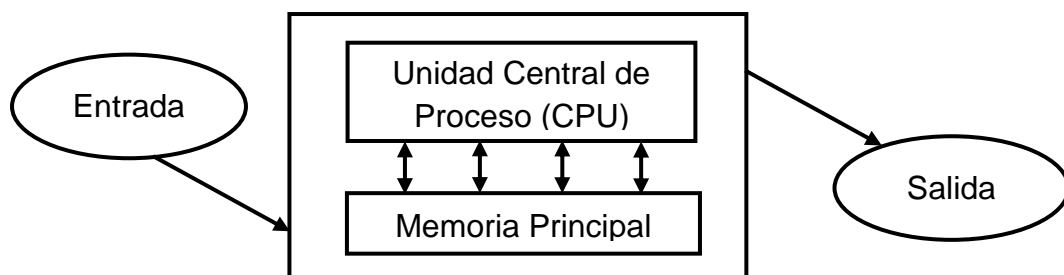 Entrada
Unidad Central de
Proceso (CPU)
Memoria Principal
Salida